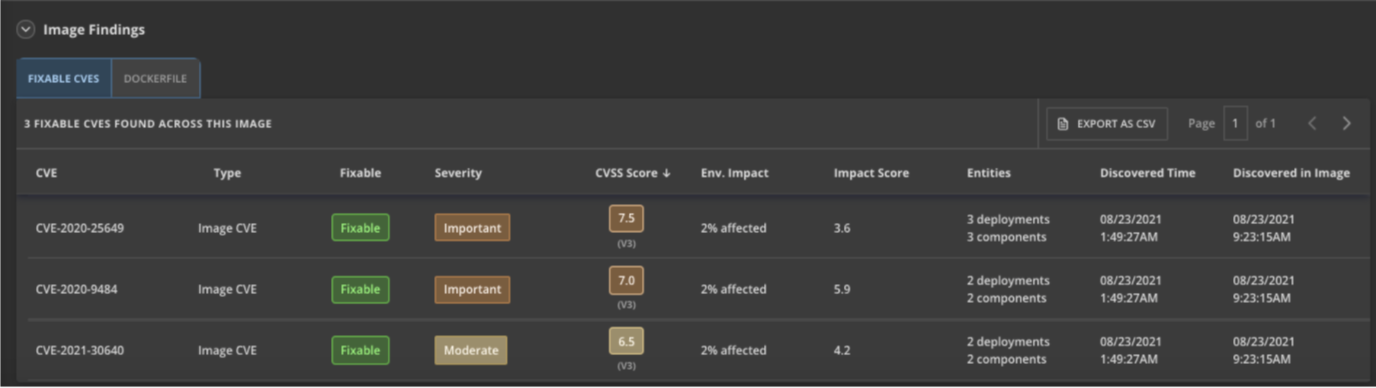 Image Findings
FIXABLE CVES DOCKERFILE
3 FIXABLE CVES FOUND ACROSS THIS IMAGE EXPORT AS CSV Page 1 of 1
CVE Type Fixable Severity CVSS Score ↓ Env. Impact Impact Score Entities Discovered Time Discovered in Image
CVE-2020-25649 Image CVE Fixable Important 7.5 (V3) 2% affected 3.6 3 deployments 3 components 08/23/2021 1:49:27AM 08/23/2021 9:23:15AM
CVE-2020-9484 Image CVE Fixable Important 7.0 (V3) 2% affected 5.9 2 deployments 2 components 08/23/2021 1:49:27AM 08/23/2021 9:23:15AM
CVE-2021-30640 Image CVE Fixable Moderate 6.5 (V3) 2% affected 4.2 2 deployments 2 components 08/23/2021 1:49:27AM 08/23/2021 9:23:15AM